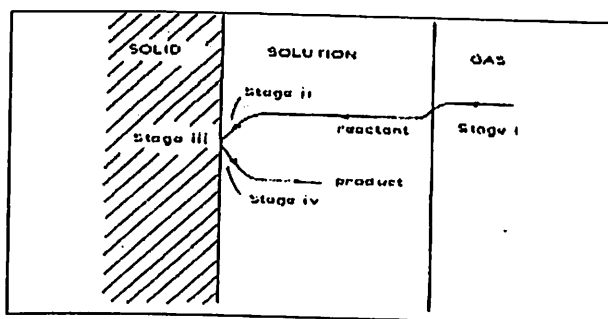 SOLID SOLUTION GAS
Stage ii
Stage iii reactant Stage i
product
Stage iv